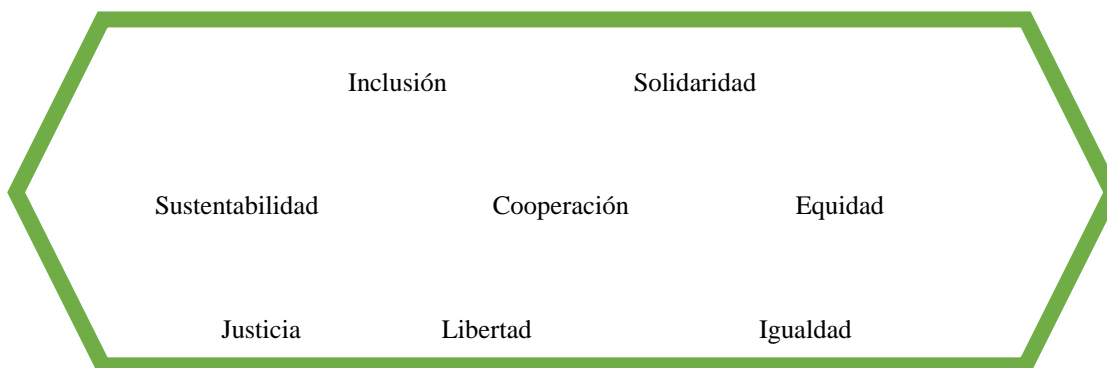 Inclusión Solidaridad
Sustentabilidad Cooperación Equidad
Justicia Libertad Igualdad